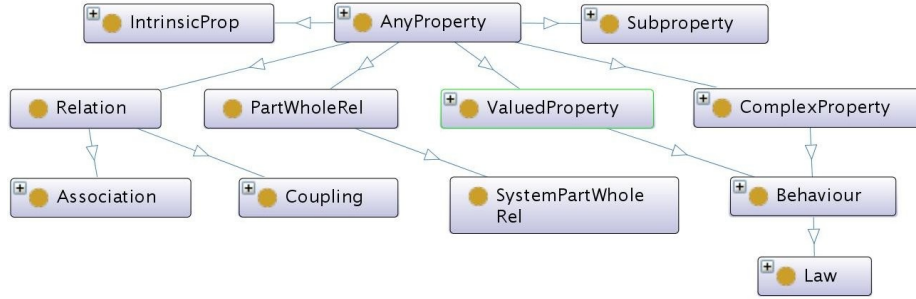 IntrinsicProp
AnyProperty
Subproperty
Relation
PartWholeRel
ValuedProperty
ComplexProperty
Association
Coupling
SystemPartWhole
Rel
Behaviour
Law